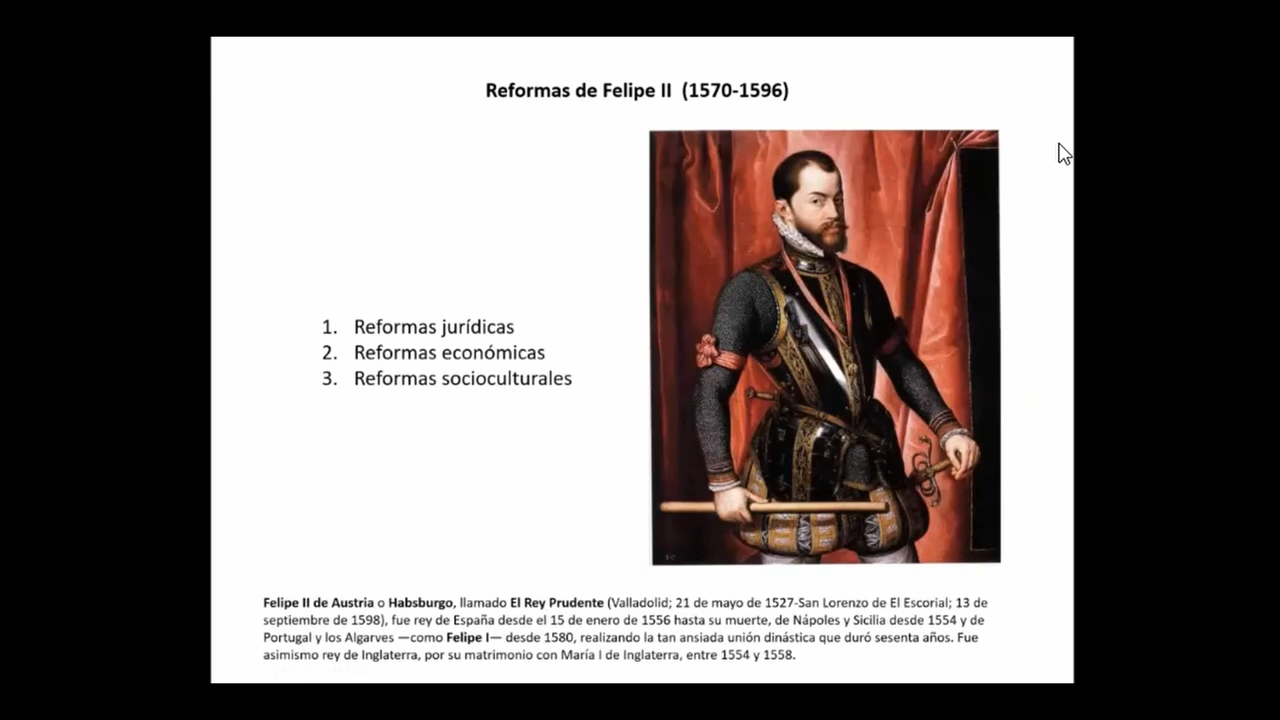 Reformas de Felipe II (1570-1596)
1. Reformas jurídicas
2. Reformas económicas
3. Reformas socioculturales
Felipe II de Austria o Habsburgo, llamado El Rey Prudente (Valladolid; 21 de mayo de 1527-San Lorenzo de El Escorial; 13 de
septiembre de 1598), fue rey de España desde el 15 de enero de 1556 hasta su muerte, de Nápoles y Sicilia desde 1554 y de
Portugal y los Algarves —como Felipe I— desde 1580, realizando la tan ansiada unión dinástica que duró sesenta años. Fue
asimismo rey de Inglaterra, por su matrimonio con María I de Inglaterra, entre 1554 y 1558.